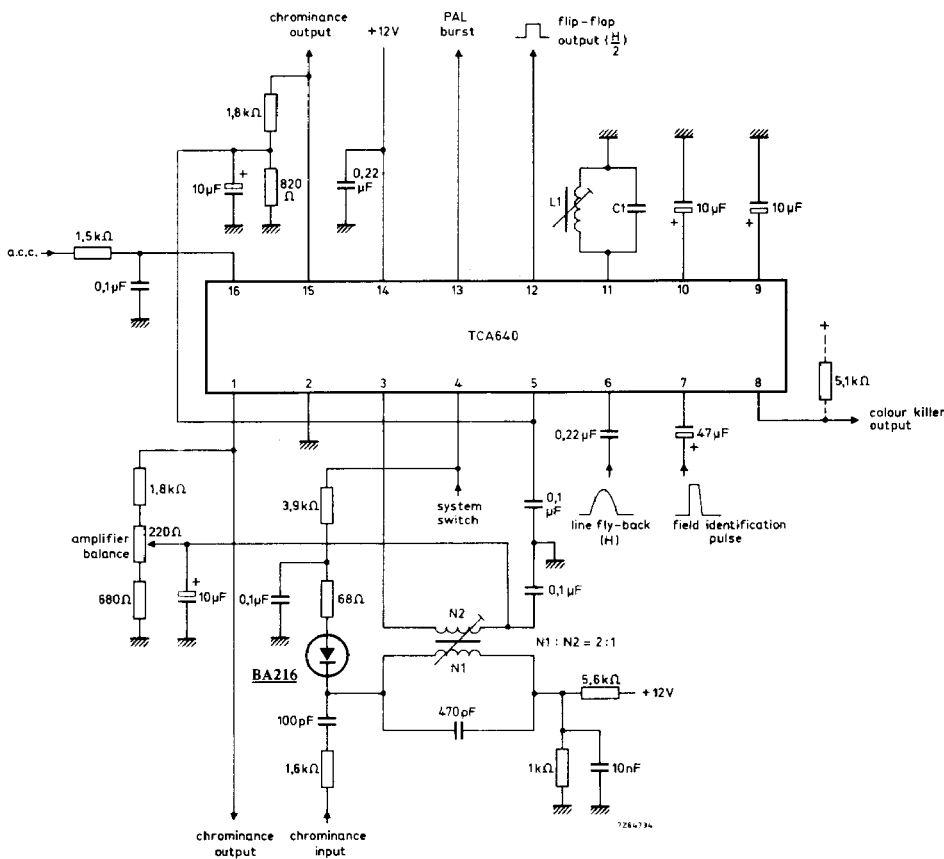 chrominance
output
+12V
PAL
burst
flip-flop
output (H/2)
1,8kΩ
10µF
+
820
Ω
0,22
µF
L1
C1
10µF
+
10µF
+
a.c.c.
1,5kΩ
0,1µF
16
15
14
13
12
11
10
9
TCA640
1
2
3
4
5
6
7
8
+
5,1kΩ
colour killer
output
0,22µF
47µF
+
line fly-back
(H)
field identification
pulse
1,8kΩ
3,9kΩ
system
switch
0,1
µF
amplifier
balance
220Ω
680Ω
+
10µF
0,1µF
68Ω
0,1µF
N2
N1
N1 : N2 = 2:1
BA216
5,6kΩ
+12V
100pF
470pF
1,6kΩ
1kΩ
10nF
7264734
chrominance
output
chrominance
input